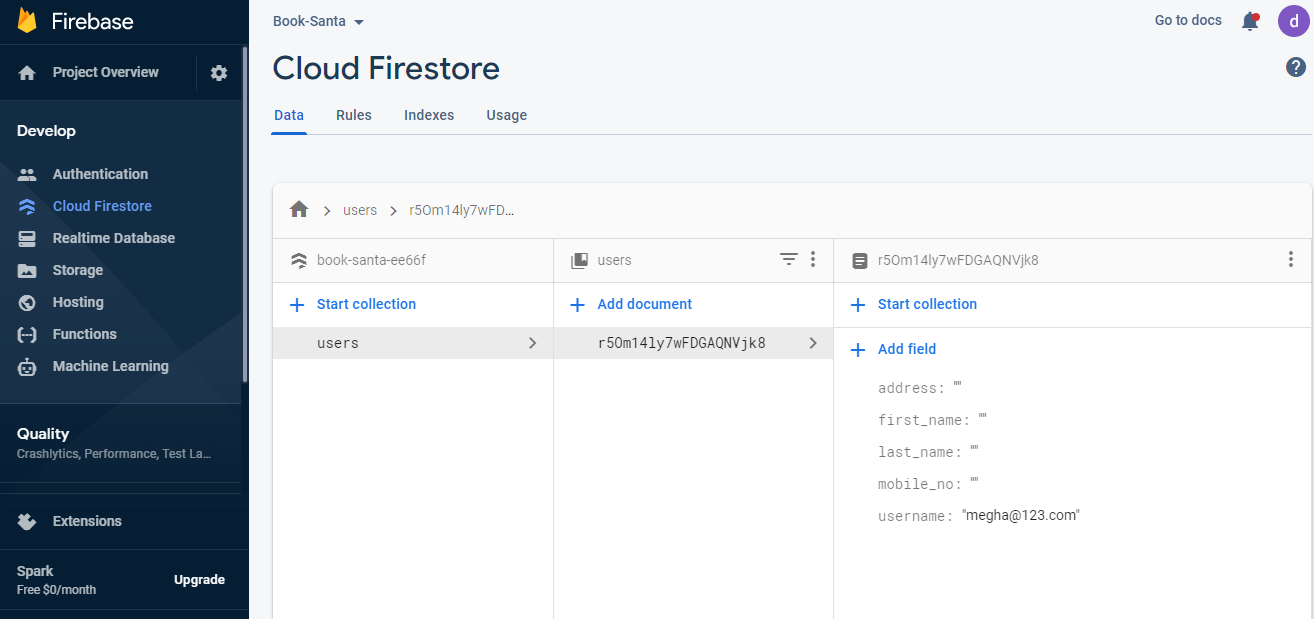 Firebase
Project Overview
Develop
Authentication
Cloud Firestore
Realtime Database
Storage
Hosting
Functions
Machine Learning
Quality
Crashlytics, Performance, Test La...
Extensions
Spark
Free $0/month
Upgrade
Book-Santa
Go to docs
d
Cloud Firestore
?
Data Rules Indexes Usage
users > r5Om14ly7wFD...
book-santa-ee66f
users
r5Om14ly7wFDGAQNVjk8
Start collection
Add document
Start collection
users
r5Om14ly7wFDGAQNVjk8
Add field
address: ""
first_name: ""
last_name: ""
mobile_no: ""
username: "megha@123.com"